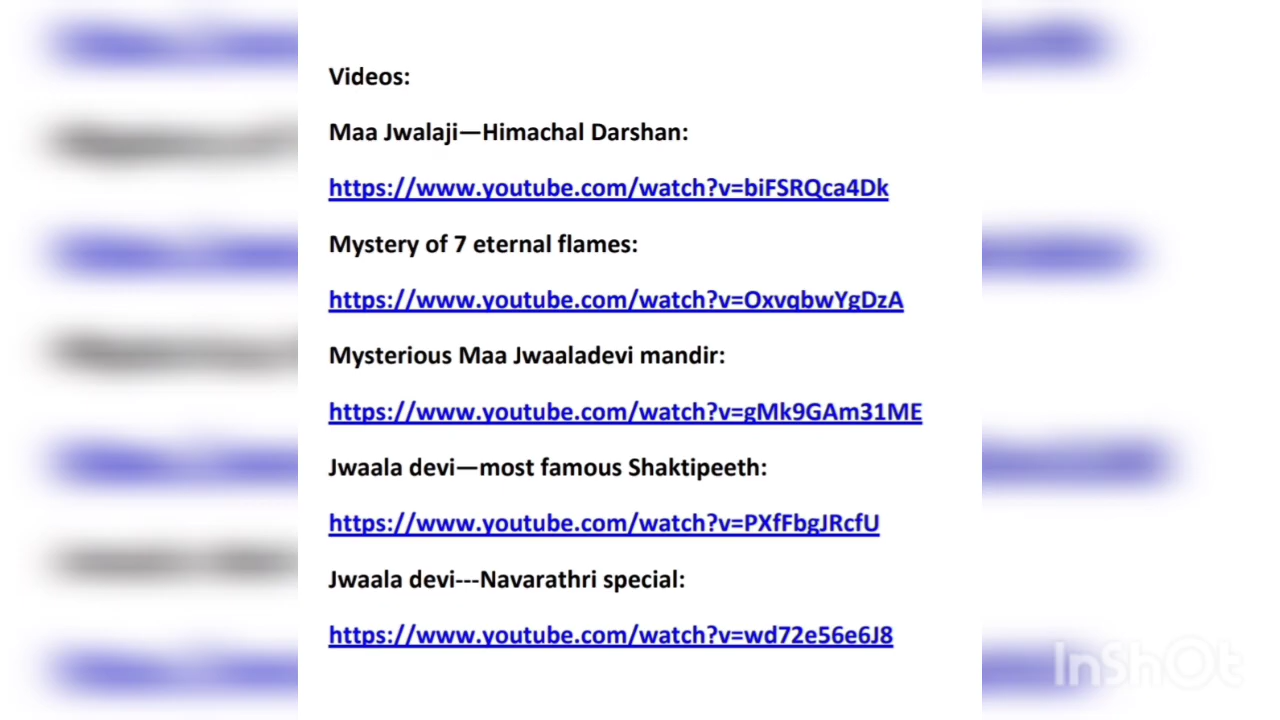 Videos:
Maa Jwalaji—Himachal Darshan:
https://www.youtube.com/watch?v=biFSRQca4Dk
Mystery of 7 eternal flames:
https://www.youtube.com/watch?v=OxvqbwYgDzA
Mysterious Maa Jwaaladevi mandir:
https://www.youtube.com/watch?v=gMk9GAm31ME
Jwaala devi—most famous Shaktipeeth:
https://www.youtube.com/watch?v=PXfFbgJRcfU
Jwaala devi---Navarathri special:
https://www.youtube.com/watch?v=wd72e56e6J8
InShOt